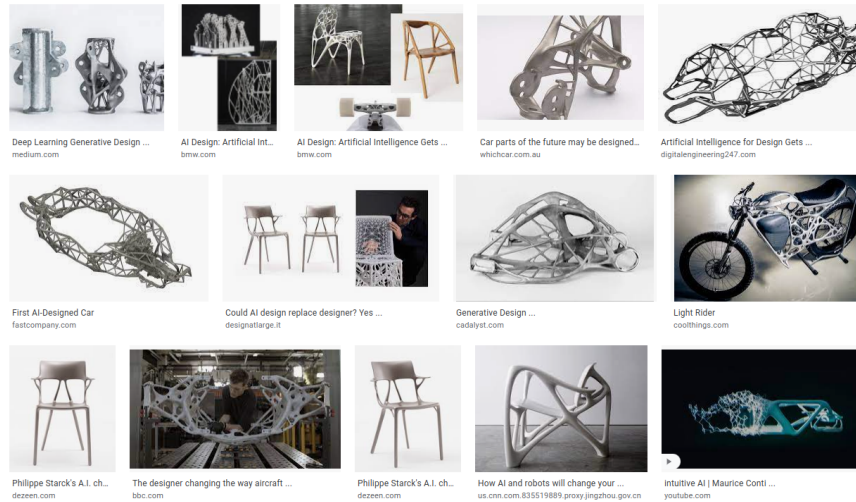 Deep Learning Generative Design ...
medium.com
AI Design: Artificial Int...
bmw.com
AI Design: Artificial Intelligence Gets ...
bmw.com
Car parts of the future may be designed...
whichcar.com.au
Artificial Intelligence for Design Gets ...
digitalengineering247.com
First AI-Designed Car
fastcompany.com
Could AI design replace designer? Yes ...
designatlarge.it
Generative Design ...
cadalyst.com
Light Rider
coolthings.com
Philippe Starck's A.I. ch...
dezeen.com
The designer changing the way aircraft ...
bbc.com
Philippe Starck's A.I. ch...
dezeen.com
How AI and robots will change your ...
us.cnn.com.835519889.proxy.jingzhou.gov.cn
intuitive AI | Maurice Conti ...
youtube.com